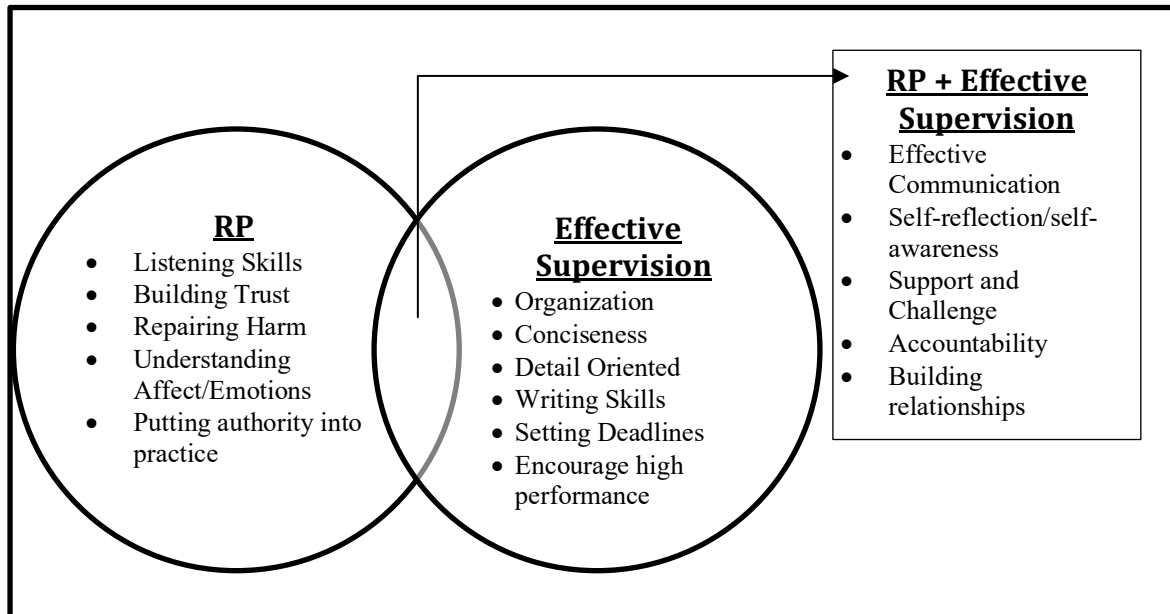 RP
• Listening Skills
• Building Trust
• Repairing Harm
• Understanding
Affect/Emotions
• Putting authority into
practice
Effective
Supervision
• Organization
• Conciseness
• Detail Oriented
• Writing Skills
• Setting Deadlines
• Encourage high
performance
RP + Effective
Supervision
• Effective
Communication
• Self-reflection/self-
awareness
• Support and
Challenge
• Accountability
• Building
relationships